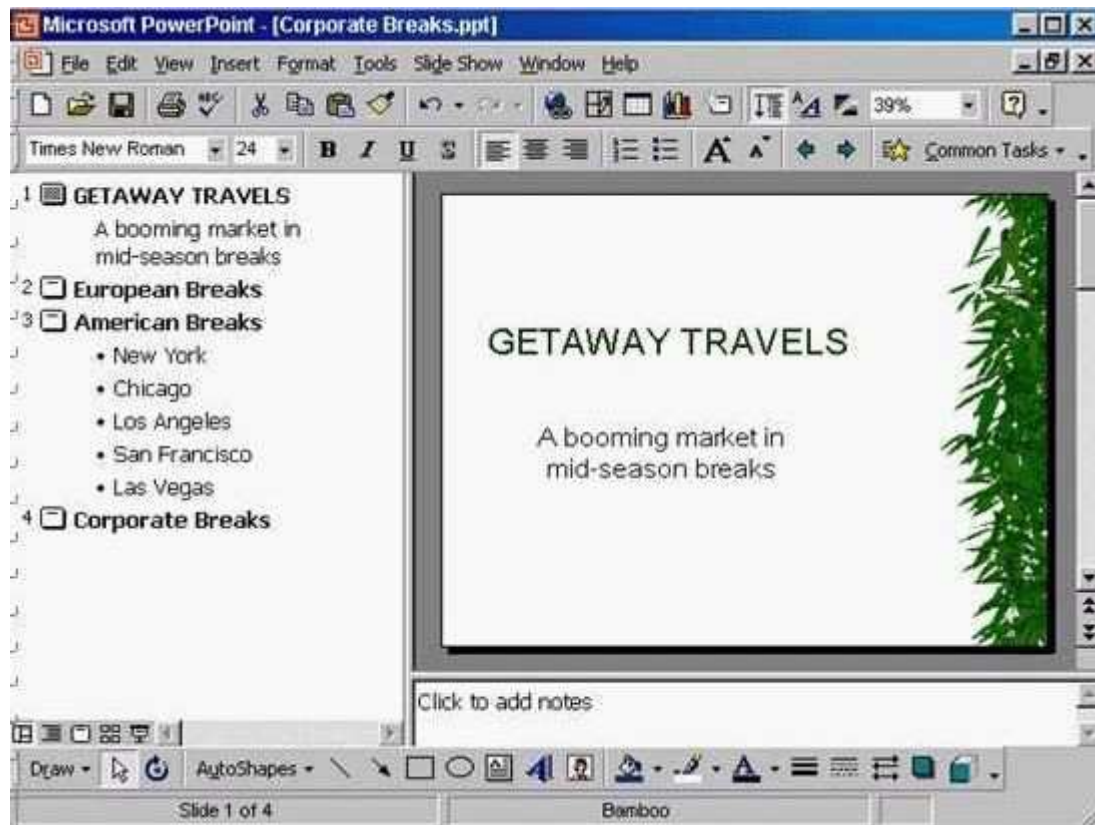 Microsoft PowerPoint - [Corporate Breaks.ppt]
File Edit View Insert Format Tools Slide Show Window Help
39%
Times New Roman 24 B I U S A A Common Tasks
1 GETAWAY TRAVELS
A booming market in
mid-season breaks
2 European Breaks
3 American Breaks
• New York
• Chicago
• Los Angeles
• San Francisco
• Las Vegas
4 Corporate Breaks
GETAWAY TRAVELS
A booming market in
mid-season breaks
Click to add notes
Draw AutoShapes
Slide 1 of 4 Bamboo